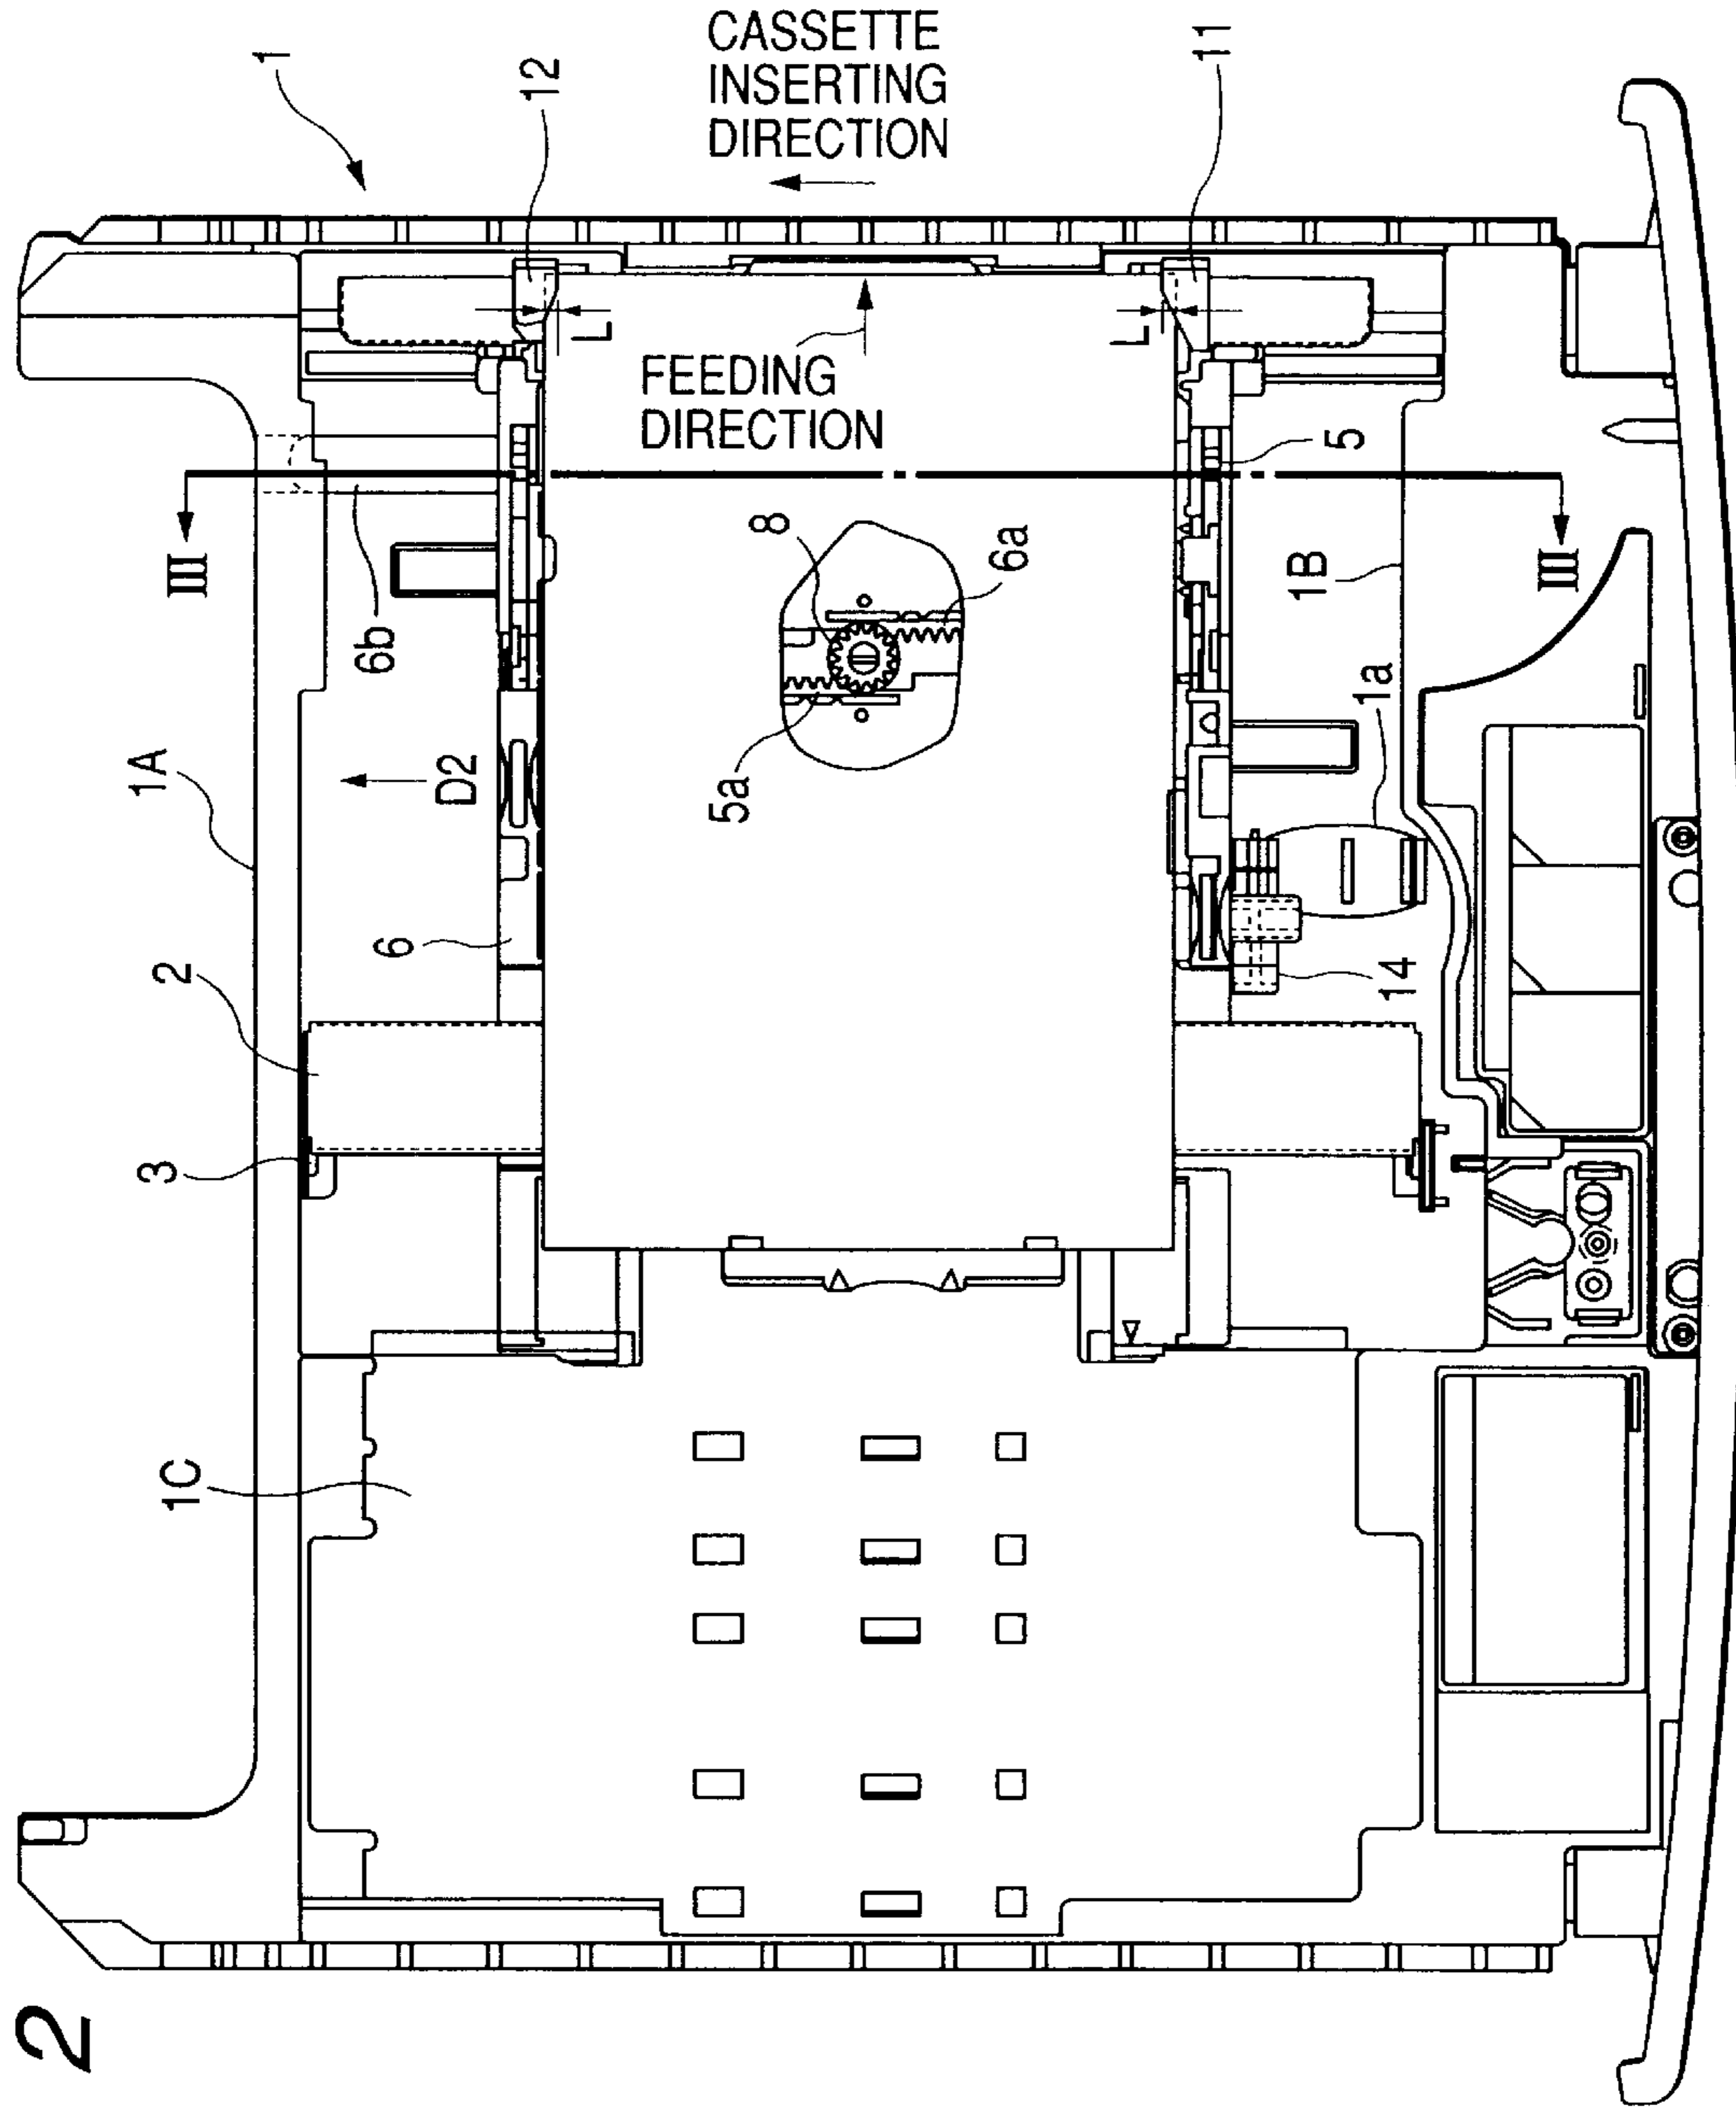 2
1
12
CASSETTE
INSERTING
DIRECTION
11
L
L
FEEDING
DIRECTION
5
III
III
6b
8
6a
1B
1A
D2
5a
1a
2
6
14
3
1C